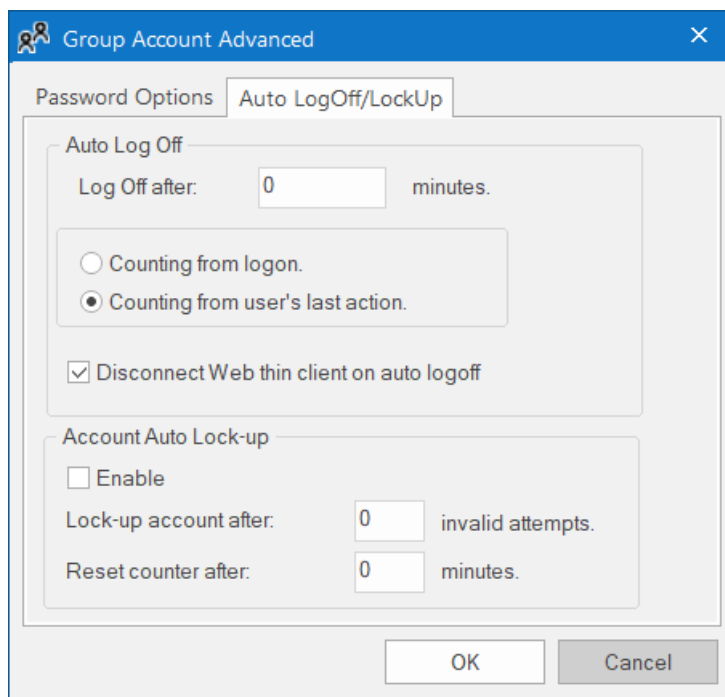 Group Account Advanced
Password Options Auto LogOff/LockUp
Auto Log Off
Log Off after: 0 minutes.
Counting from logon.
Counting from user's last action.
Disconnect Web thin client on auto logoff
Account Auto Lock-up
Enable
Lock-up account after: 0 invalid attempts.
Reset counter after: 0 minutes.
OK Cancel